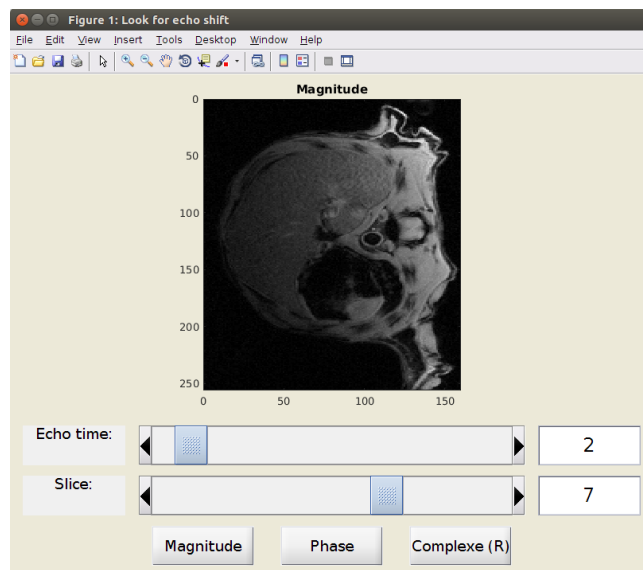 Figure 1: Look for echo shift
File Edit View Insert Tools Desktop Window Help
Magnitude
0
50
100
150
200
250
0 50 100 150
Echo time: 2
Slice: 7
Magnitude Phase Complexe (R)